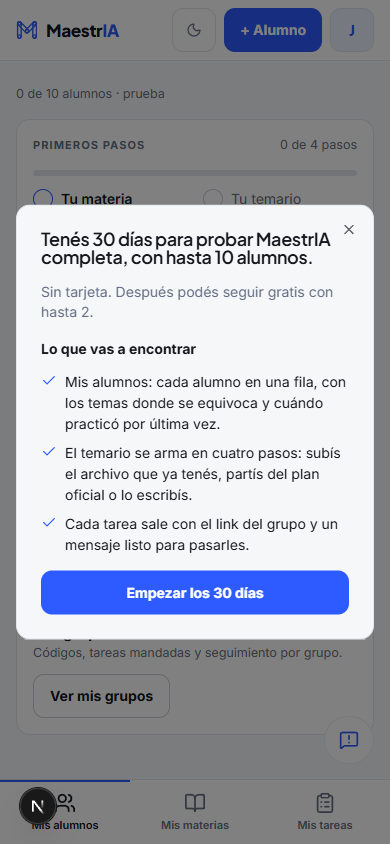 MaestrIA
+ Alumno
J
0 de 10 alumnos · prueba
PRIMEROS PASOS
0 de 4 pasos
Tu materia
Tu temario
Tenés 30 días para probar MaestrIA
completa, con hasta 10 alumnos.
Sin tarjeta. Después podés seguir gratis con
hasta 2.
Lo que vas a encontrar
Mis alumnos: cada alumno en una fila, con
los temas donde se equivoca y cuándo
practicó por última vez.
El temario se arma en cuatro pasos: subís
el archivo que ya tenés, partís del plan
oficial o lo escribís.
Cada tarea sale con el link del grupo y un
mensaje listo para pasarles.
Empezar los 30 días
Códigos, tareas mandadas y seguimiento por grupo.
Ver mis grupos
N
Mis alumnos
Mis materias
Mis tareas